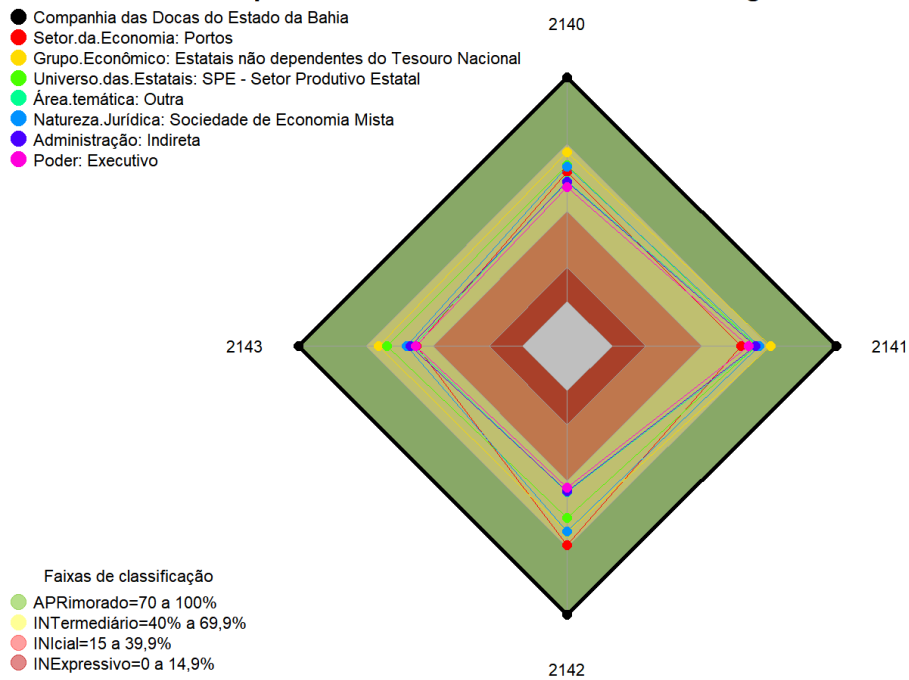 Companhia das Docas do Estado da Bahia
Setor.da.Economia: Portos
Grupo.Econômico: Estatais não dependentes do Tesouro Nacional
Universo.das.Estatais: SPE - Setor Produtivo Estatal
Área.temática: Outra
Natureza.Jurídica: Sociedade de Economia Mista
Administração: Indireta
Poder: Executivo
2140
2143
2141
2142
Faixas de classificação
APRimorado=70 a 100%
INTermediário=40% a 69,9%
INIcial=15 a 39,9%
INExpressivo=0 a 14,9%